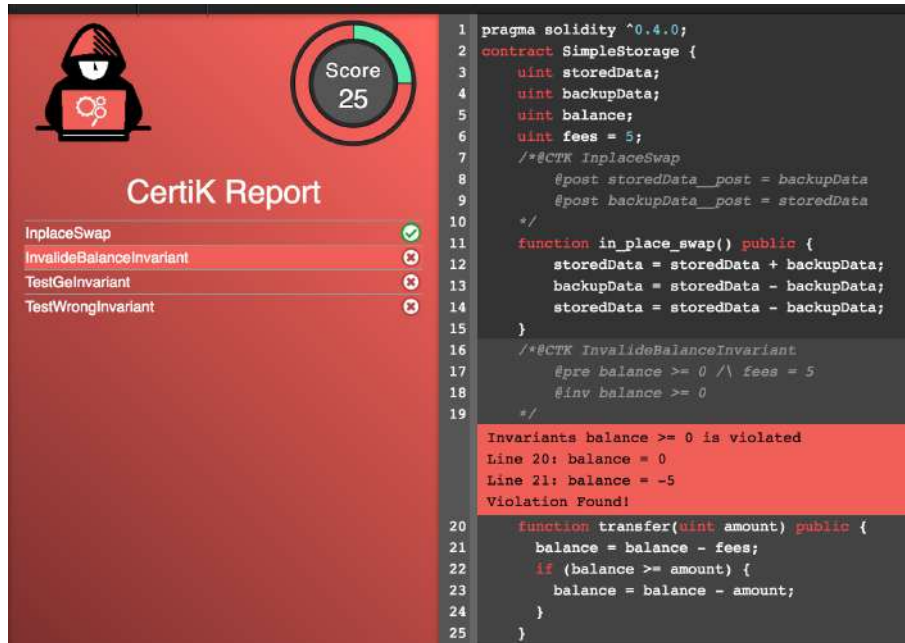 Score
25
CertiK Report
InplaceSwap
InvalideBalanceInvariant
TestGeInvariant
TestWrongInvariant
1 pragma solidity ^0.4.0;
2 contract SimpleStorage {
3 uint storedData;
4 uint backupData;
5 uint balance;
6 uint fees = 5;
7 /*@CTK InplaceSwap
8 @post storedData__post = backupData
9 @post backupData__post = storedData
10 */
11 function in_place_swap() public {
12 storedData = storedData + backupData;
13 backupData = storedData - backupData;
14 storedData = storedData - backupData;
15 }
16 /*@CTK InvalideBalanceInvariant
17 @pre balance >= 0 /\ fees = 5
18 @inv balance >= 0
19 */
Invariants balance >= 0 is violated
Line 20: balance = 0
Line 21: balance = -5
Violation Found!
20 function transfer(uint amount) public {
21 balance = balance - fees;
22 if (balance >= amount) {
23 balance = balance - amount;
24 }
25 }